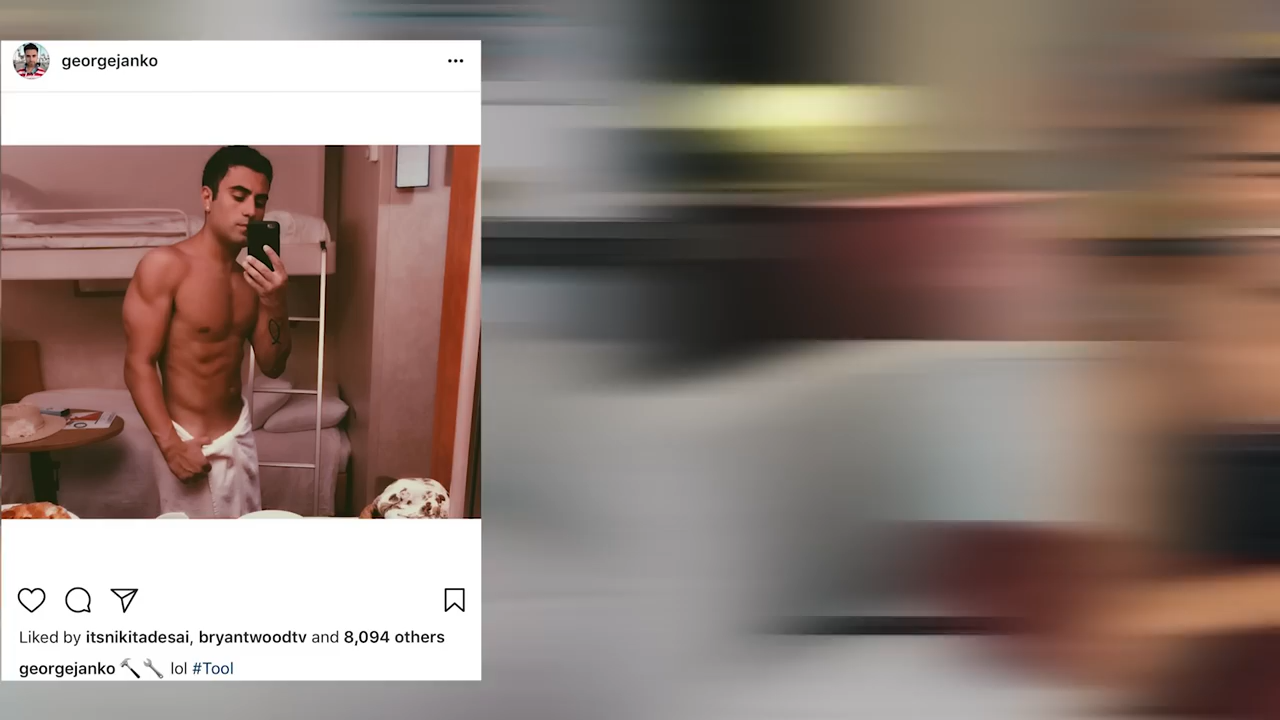 georgejanko
Liked by itsnikitadesai, bryantwoodtv and 8,094 others
georgejanko 🔨🔧 lol #Tool